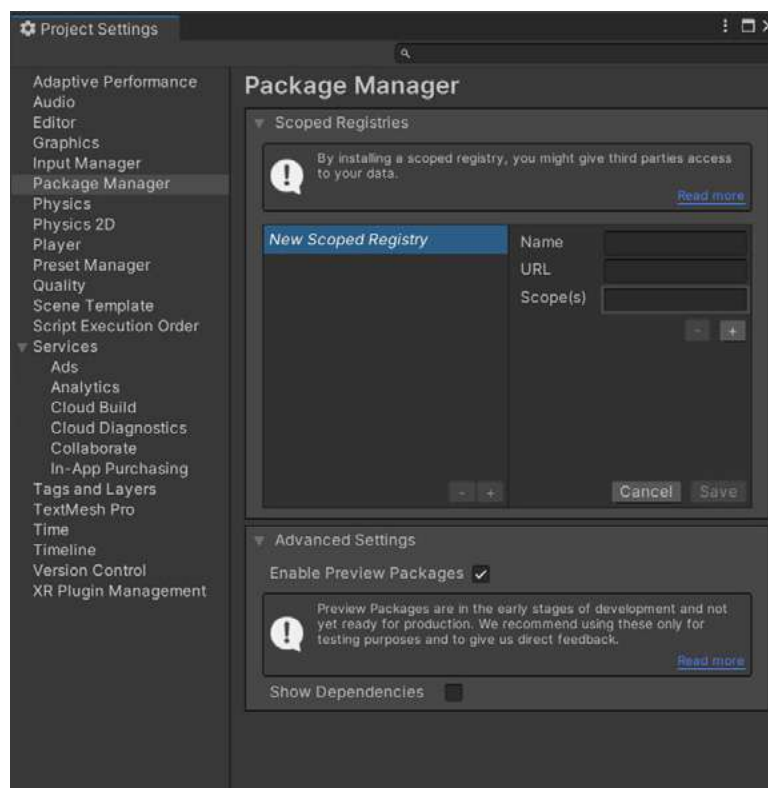 Project Settings
Adaptive Performance
Audio
Editor
Graphics
Input Manager
Package Manager
Physics
Physics 2D
Player
Preset Manager
Quality
Scene Template
Script Execution Order
Services
Ads
Analytics
Cloud Build
Cloud Diagnostics
Collaborate
In-App Purchasing
Tags and Layers
TextMesh Pro
Time
Timeline
Version Control
XR Plugin Management
Package Manager
Scoped Registries
By installing a scoped registry, you might give third parties access
to your data.
Read more
New Scoped Registry
Name
URL
Scope(s)
- +
- +
Cancel Save
Advanced Settings
Enable Preview Packages
Preview Packages are in the early stages of development and not
yet ready for production. We recommend using these only for
testing purposes and to give us direct feedback.
Read more
Show Dependencies